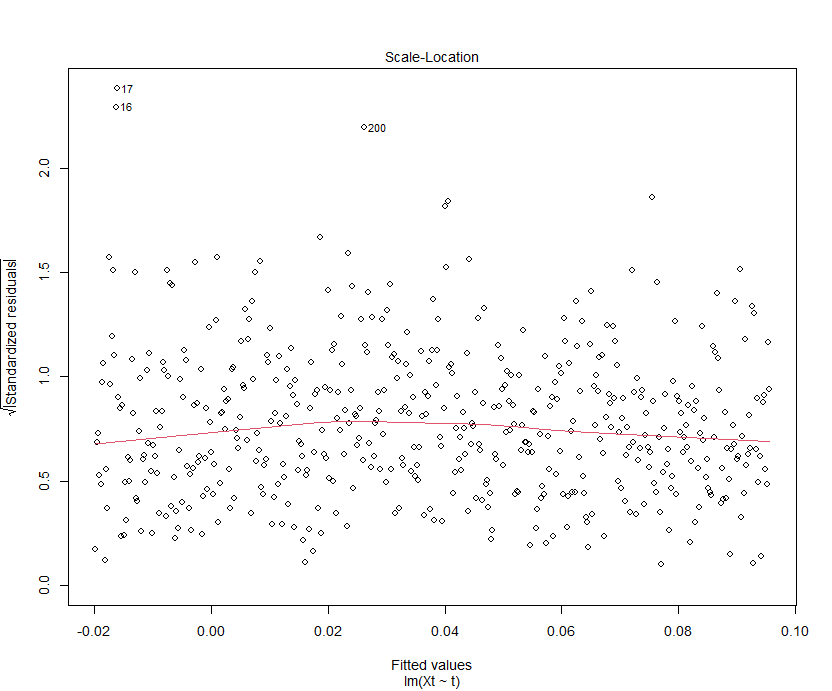 Scale-Location
17
16
200
√|Standardized residuals|
2.0
1.5
1.0
0.5
0.0
-0.02 0.00 0.02 0.04 0.06 0.08 0.10
Fitted values
lm(Xt ~ t)